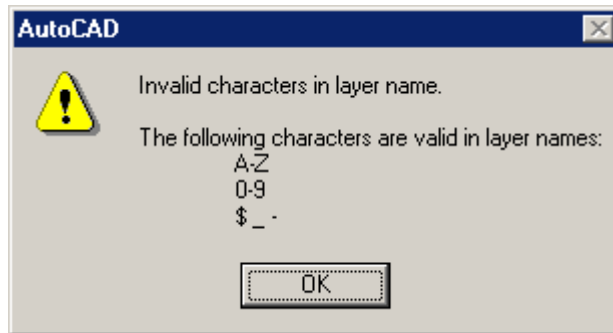 AutoCAD
Invalid characters in layer name.
The following characters are valid in layer names:
A-Z
0-9
$ _ -
OK